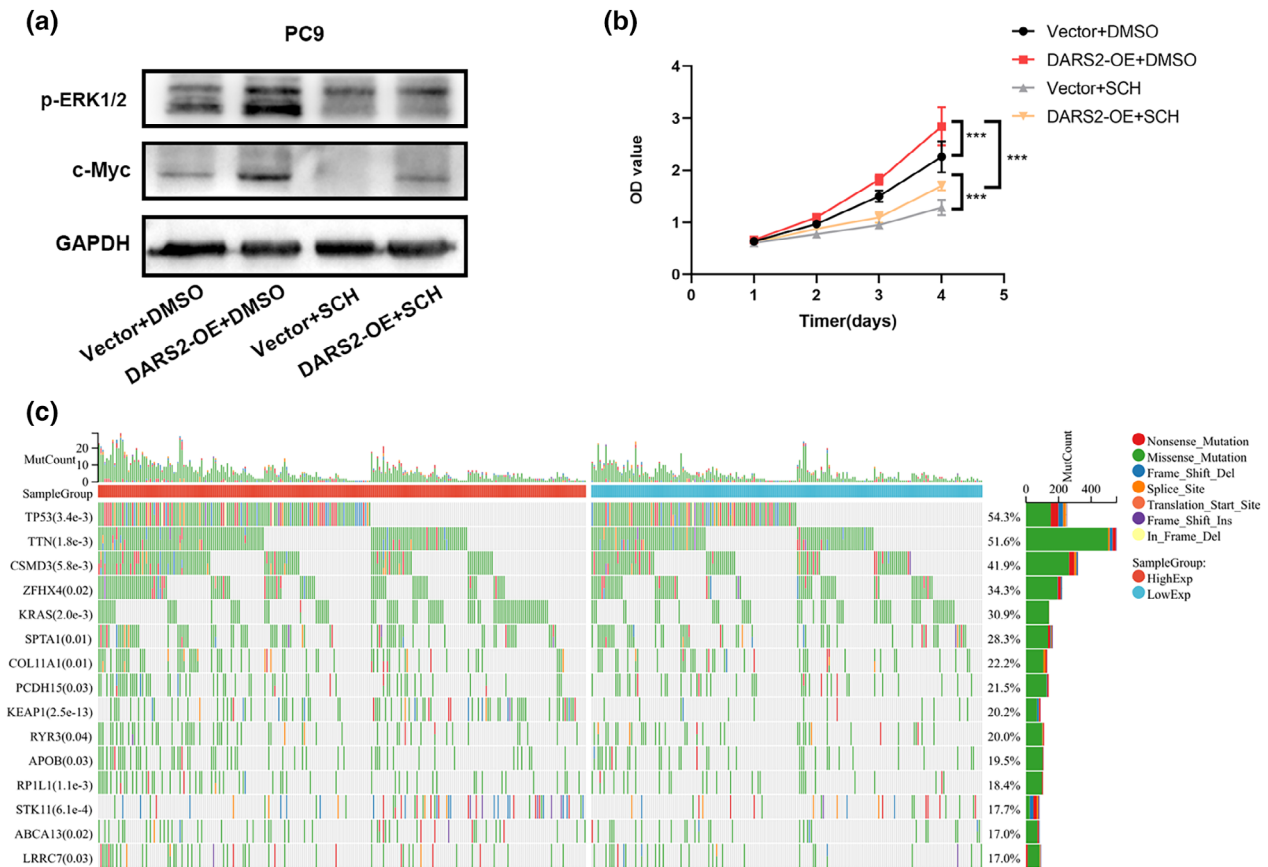 (a)
PC9
p-ERK1/2
c-Myc
GAPDH
Vector+DMSO
DARS2-OE+DMSO
Vector+SCH
DARS2-OE+SCH
(b)
Vector+DMSO
DARS2-OE+DMSO
Vector+SCH
DARS2-OE+SCH
OD value
4
3
2
1
0
0 1 2 3 4 5
Timer(days)
***
***
***
(c)
MutCount
20
10
0
SampleGroup
TP53(3.4e-3) 54.3%
TTN(1.8e-3) 51.6%
CSMD3(5.8e-3) 41.9%
ZFHX4(0.02) 34.3%
KRAS(2.0e-3) 30.9%
SPTA1(0.01) 28.3%
COL11A1(0.01) 22.2%
PCDH15(0.03) 21.5%
KEAP1(2.5e-13) 20.2%
RYR3(0.04) 20.0%
APOB(0.03) 19.5%
RP1L1(1.1e-3) 18.4%
STK11(6.1e-4) 17.7%
ABCA13(0.02) 17.0%
LRRC7(0.03) 17.0%
MutCount
0 200 400
Nonsense_Mutation
Missense_Mutation
Frame_Shift_Del
Splice_Site
Translation_Start_Site
Frame_Shift_Ins
In_Frame_Del
SampleGroup:
HighExp
LowExp